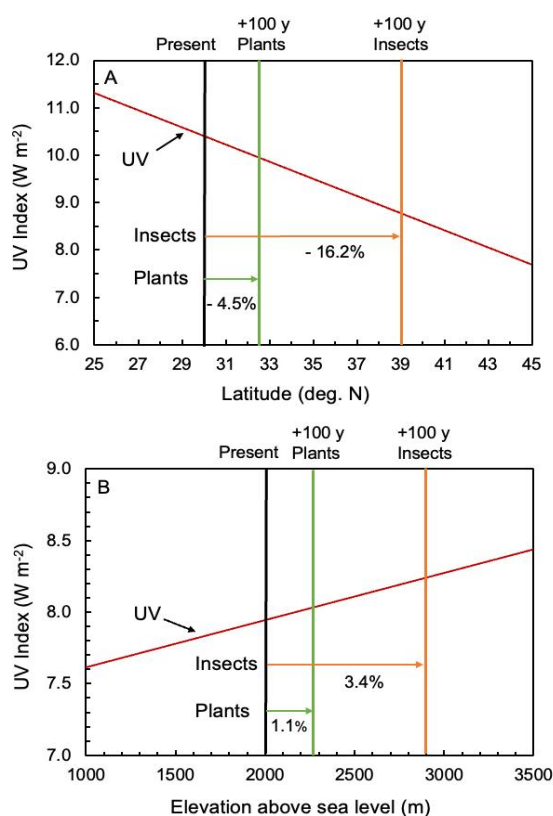 +100 y +100 y
Present Plants Insects
A
12.0
11.0
10.0
9.0
8.0
7.0
6.0
UV Index (W m-2)
UV
Insects
- 16.2%
Plants
- 4.5%
25 27 29 31 33 35 37 39 41 43 45
Latitude (deg. N)
+100 y +100 y
Present Plants Insects
B
9.0
8.5
8.0
7.5
7.0
UV Index (W m-2)
UV
Insects
3.4%
Plants
1.1%
1000 1500 2000 2500 3000 3500
Elevation above sea level (m)